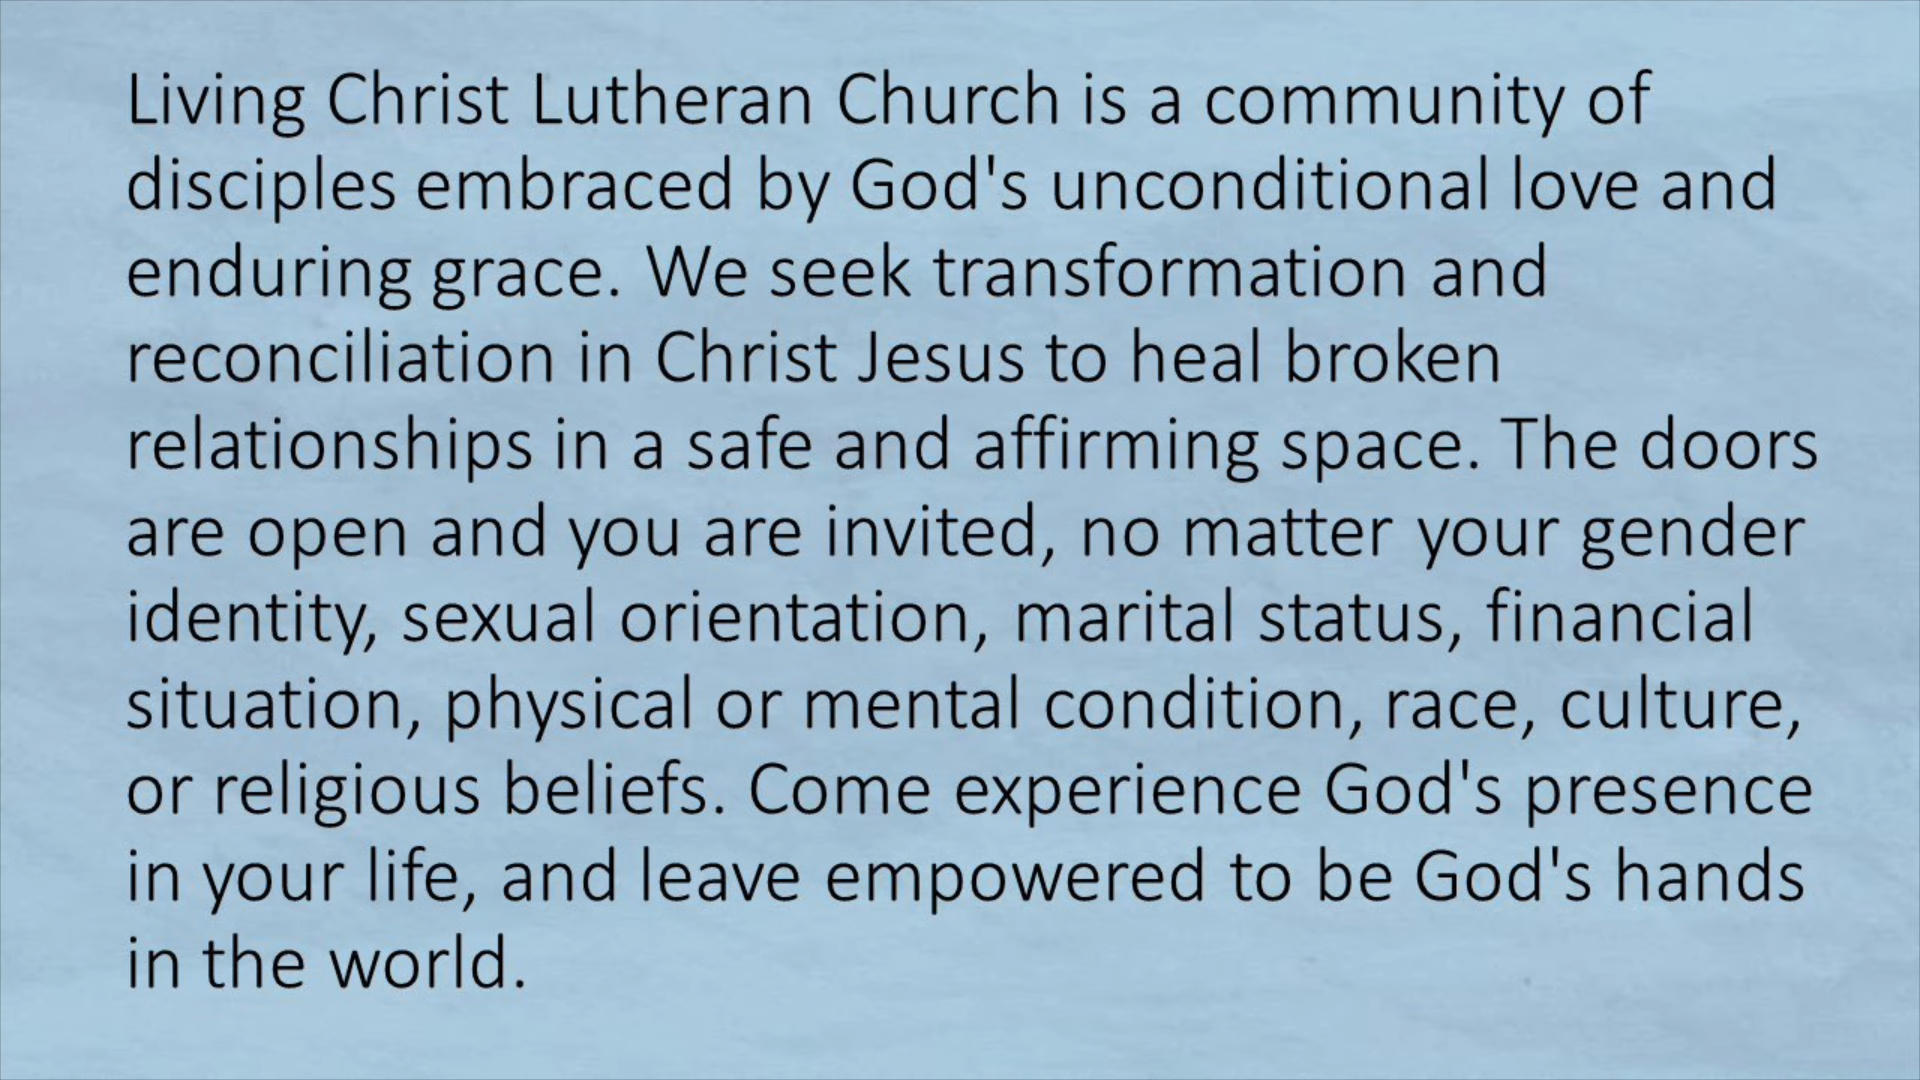 Living Christ Lutheran Church is a community of
disciples embraced by God's unconditional love and
enduring grace. We seek transformation and
reconciliation in Christ Jesus to heal broken
relationships in a safe and affirming space. The doors
are open and you are invited, no matter your gender
identity, sexual orientation, marital status, financial
situation, physical or mental condition, race, culture,
or religious beliefs. Come experience God's presence
in your life, and leave empowered to be God's hands
in the world.